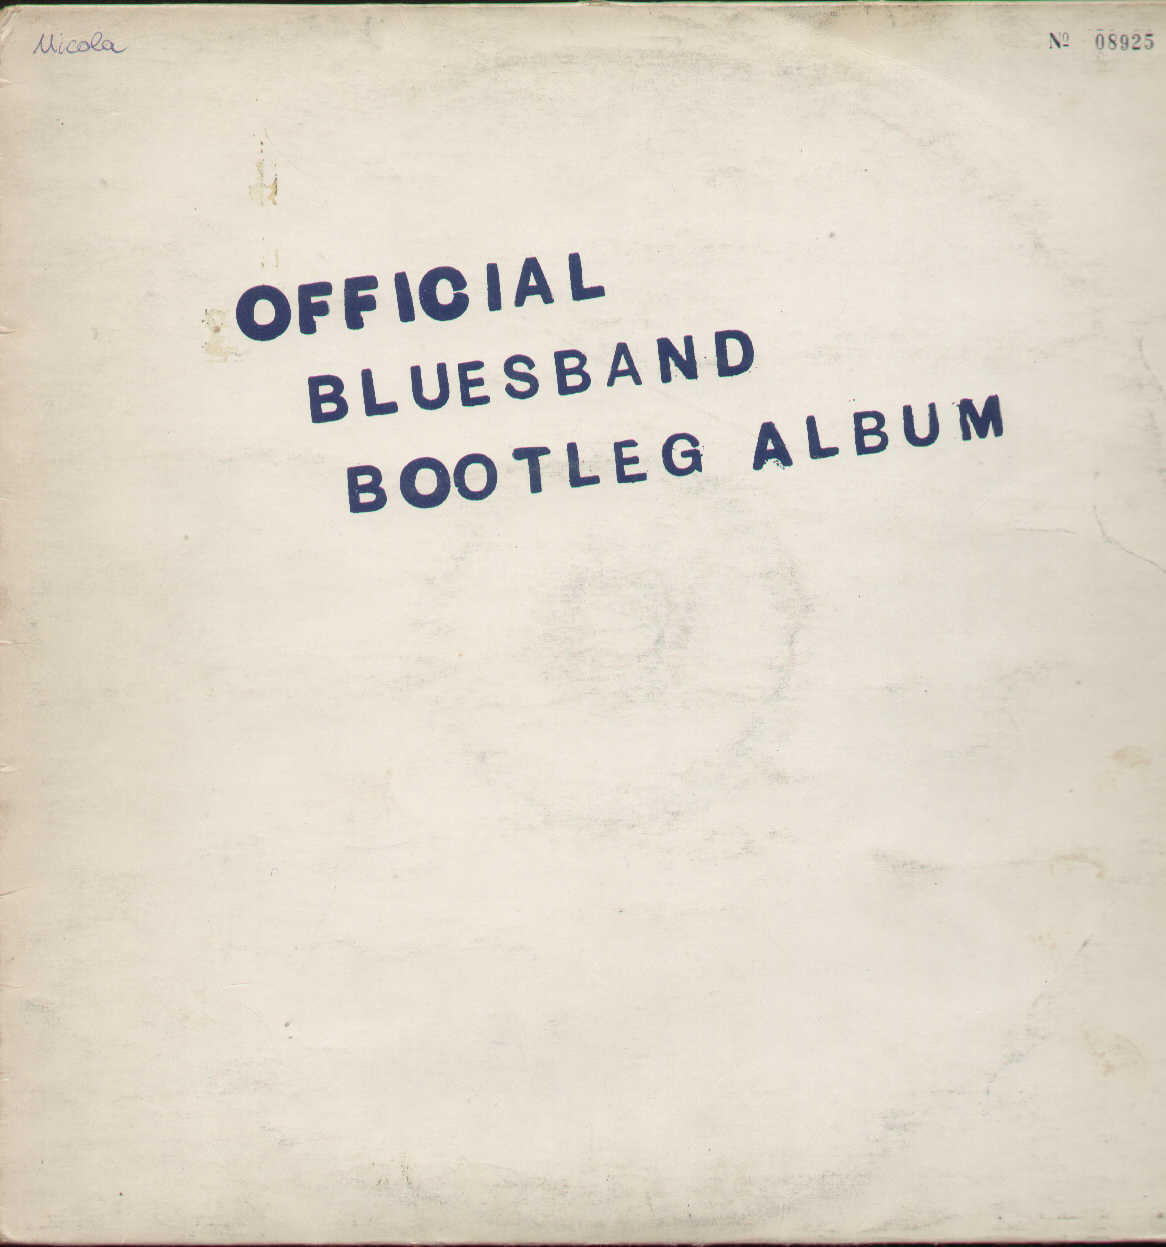 Nicola
Nº 08925
OFFICIAL
BLUESBAND
BOOTLEG ALBUM